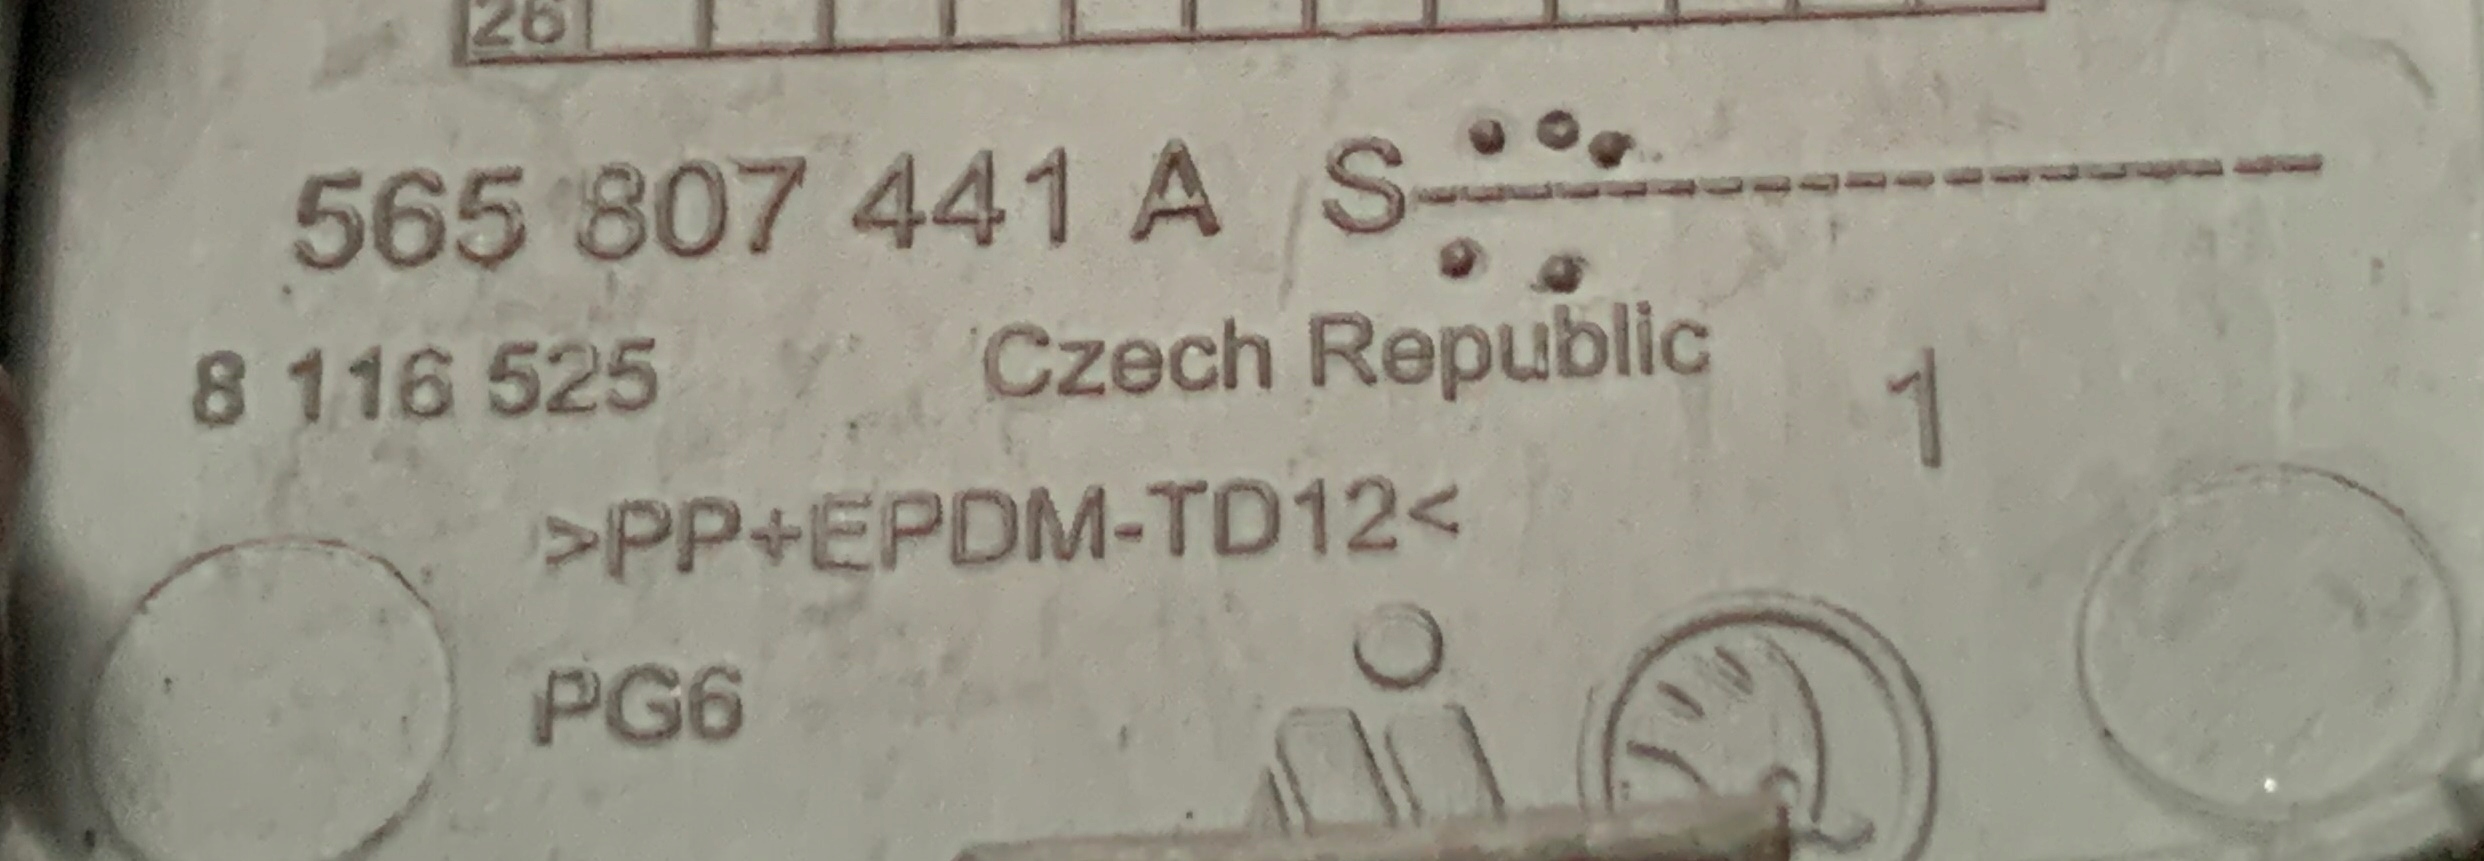 26
565 807 441 A S
8 116 525 Czech Republic 1
>PP+EPDM-TD12<
PG6